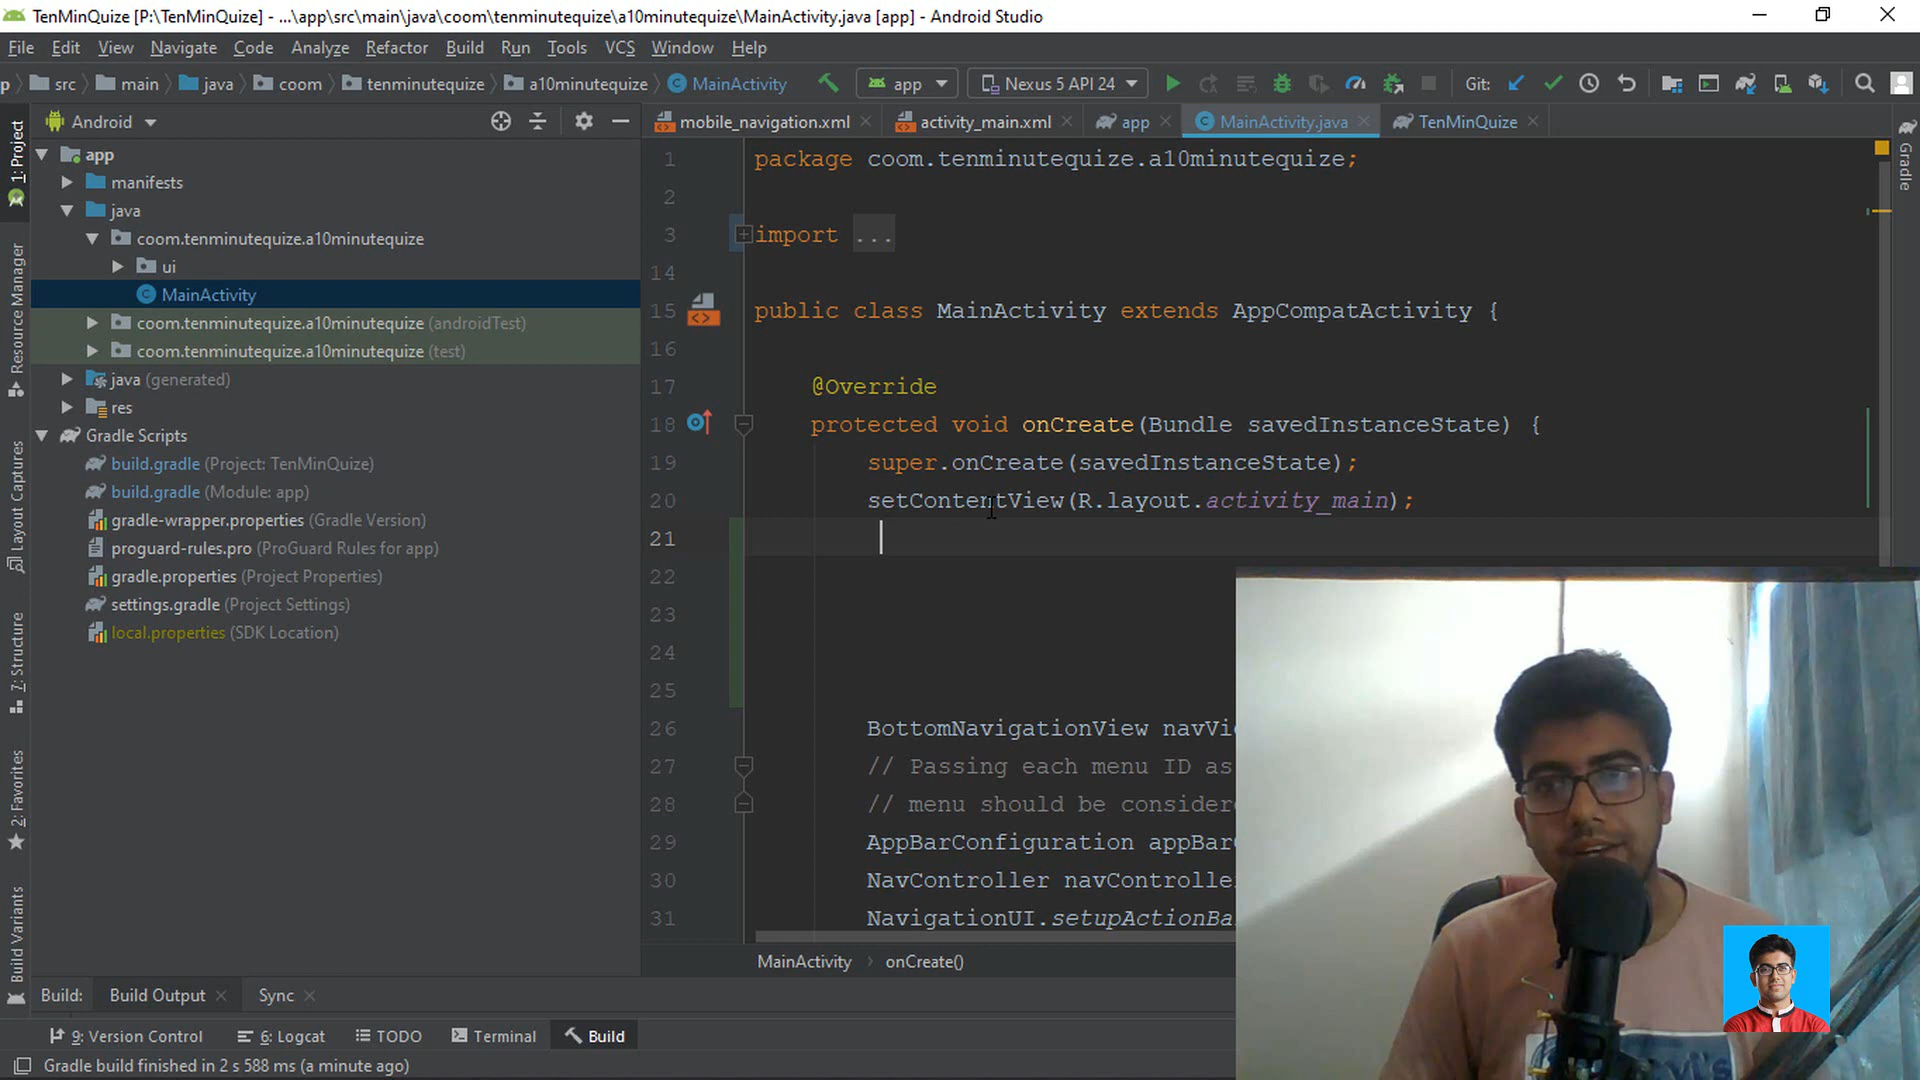 TenMinQuize [P:\TenMinQuize] - ...\app\src\main\java\coom\tenminutequize\a10minutequize\MainActivity.java [app] - Android Studio
File Edit View Navigate Code Analyze Refactor Build Run Tools VCS Window Help
p src main java coom tenminutequize a10minutequize MainActivity app Nexus 5 API 24 Git:
Android
mobile_navigation.xml activity_main.xml app MainActivity.java TenMinQuize
1: Project
Resource Manager
Layout Captures
7: Structure
2: Favorites
Build Variants
Gradle
app
manifests
java
coom.tenminutequize.a10minutequize
ui
MainActivity
coom.tenminutequize.a10minutequize (androidTest)
coom.tenminutequize.a10minutequize (test)
java (generated)
res
Gradle Scripts
build.gradle (Project: TenMinQuize)
build.gradle (Module: app)
gradle-wrapper.properties (Gradle Version)
proguard-rules.pro (ProGuard Rules for app)
gradle.properties (Project Properties)
settings.gradle (Project Settings)
local.properties (SDK Location)
1 package coom.tenminutequize.a10minutequize;
2
3 import ...
14
15 public class MainActivity extends AppCompatActivity {
16
17 @Override
18 protected void onCreate(Bundle savedInstanceState) {
19 super.onCreate(savedInstanceState);
20 setContentView(R.layout.activity_main);
21
22
23
24
25
26 BottomNavigationView navVie
27 // Passing each menu ID as
28 // menu should be considere
29 AppBarConfiguration appBarC
30 NavController navController
31 NavigationUI.setupActionBa
MainActivity onCreate()
Build: Build Output Sync
9: Version Control 6: Logcat TODO Terminal Build
Gradle build finished in 2 s 588 ms (a minute ago)